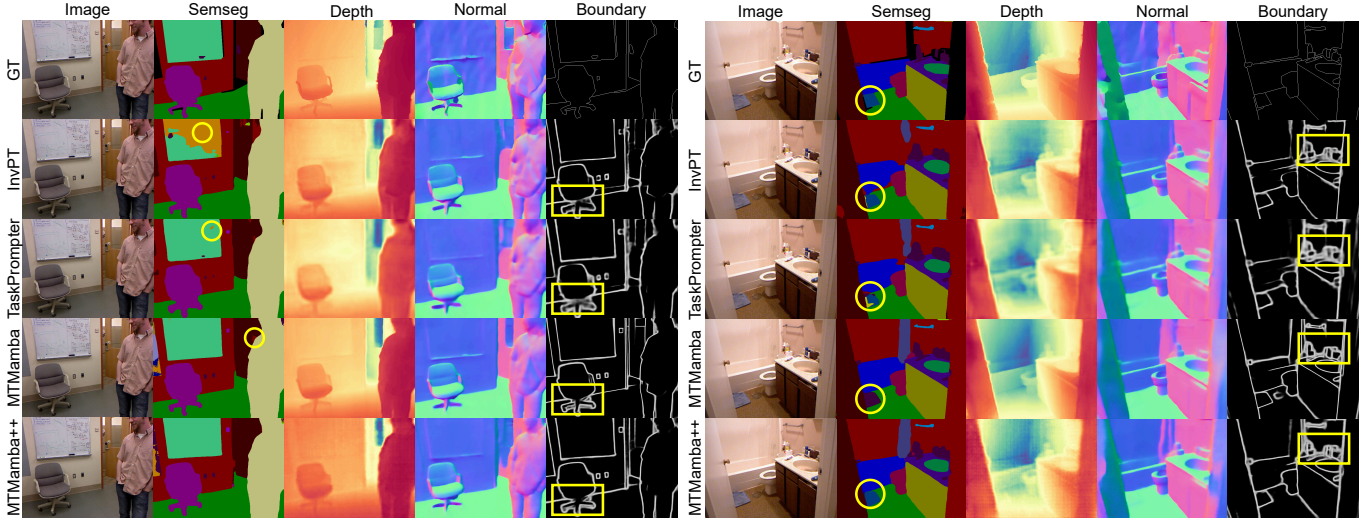 Image Semseg Depth Normal Boundary
GT
InvPT
TaskPrompter
MTMamba
MTMamba++
Image Semseg Depth Normal Boundary
GT
InvPT
TaskPrompter
MTMamba
MTMamba++